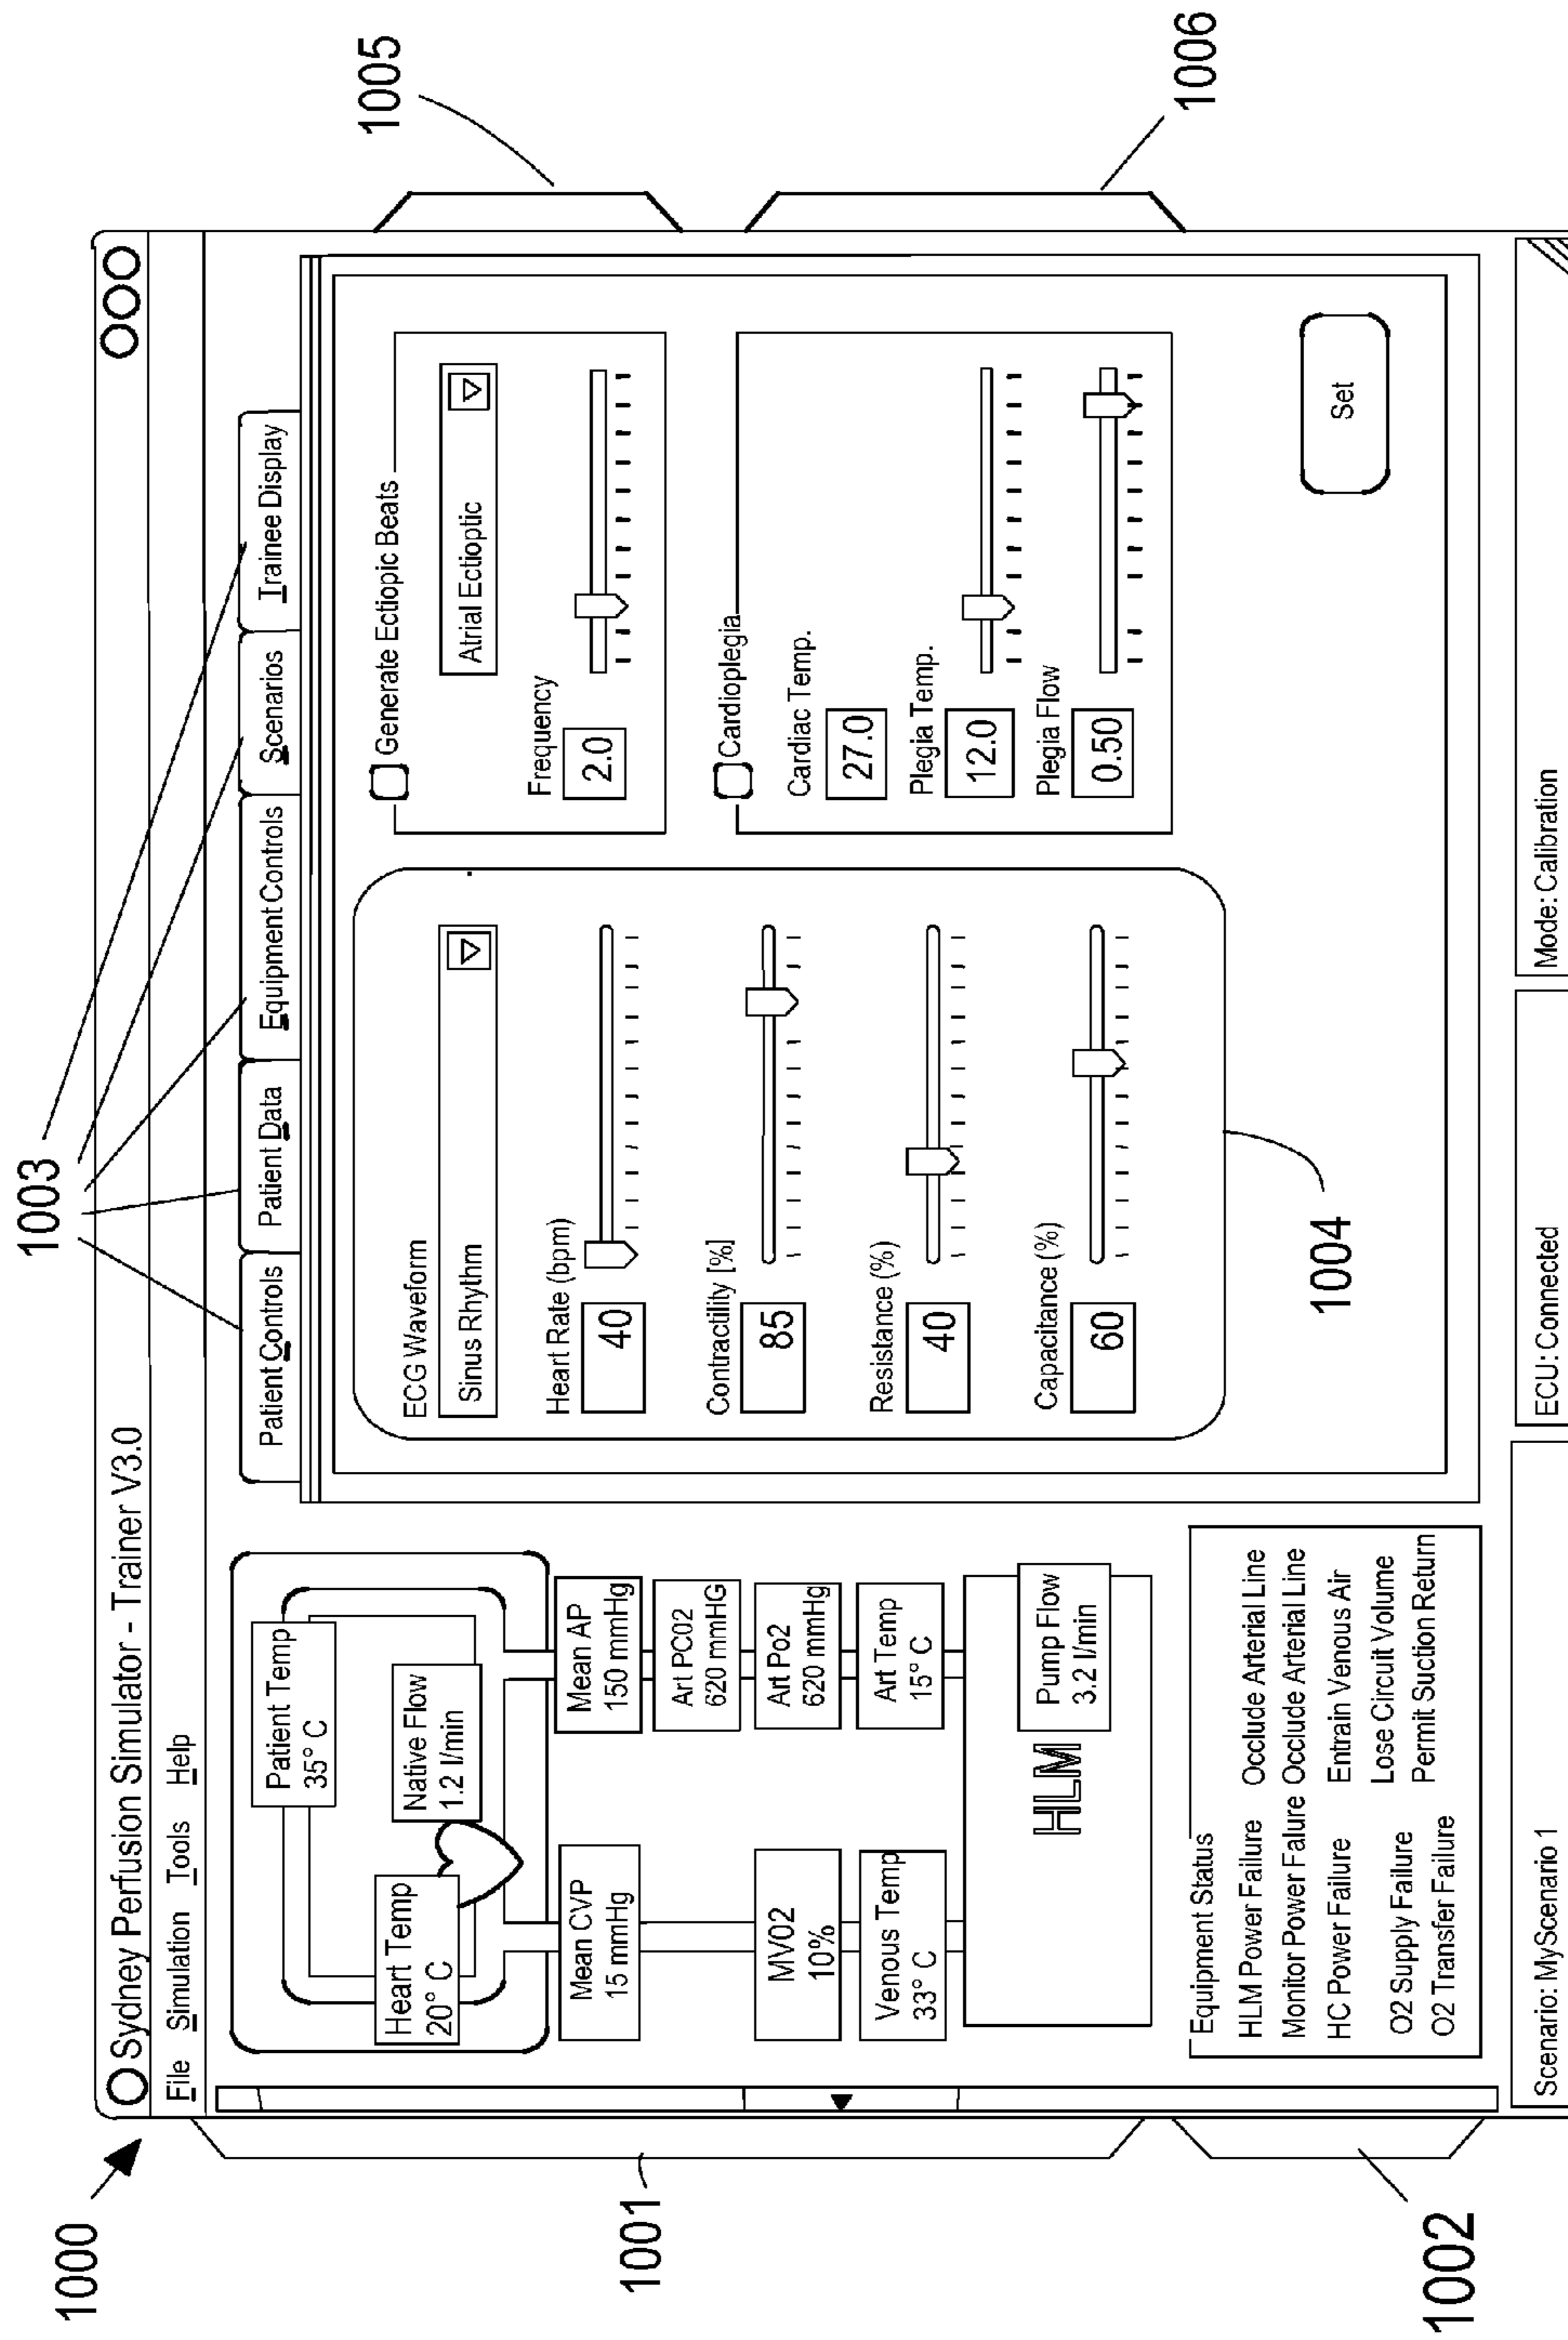 1000
1003
Sydney Perfusion Simulator - Trainer V3.0
File Simulation Tools Help
Patient Controls
Patient Data
Equipment Controls
Scenarios
Trainee Display
1001
Patient Temp
35° C
Heart Temp
20° C
Native Flow
1.2 l/min
Mean CVP
15 mmHg
Mean AP
150 mmHg
Art PC02
620 mmHG
MV02
10%
Art Po2
620 mmHg
Venous Temp
33° C
Art Temp
15° C
HLM
Pump Flow
3.2 l/min
1002
Equipment Status
HLM Power Failure Occlude Arterial Line
Monitor Power Falure Occlude Arterial Line
HC Power Failure Entrain Venous Air
O2 Supply Failure Lose Circuit Volume
O2 Transfer Failure Permit Suction Return
ECG Waveform
Sinus Rhythm
Heart Rate (bpm)
40
Contractility [%]
85
Resistance (%)
40
Capacitance (%)
60
1004
Generate Ectiopic Beats
Atrial Ectioptic
Frequency
2.0
1005
Cardioplegia
Cardiac Temp.
27.0
Plegia Temp.
12.0
Plegia Flow
0.50
1006
Set
Scenario: MyScenario 1
ECU: Connected
Mode: Calibration